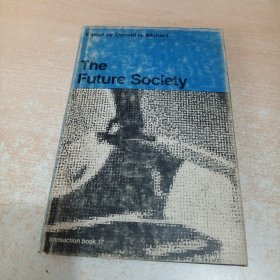 Edited by Donald N. Michael
The
Future Society
transaction book 17